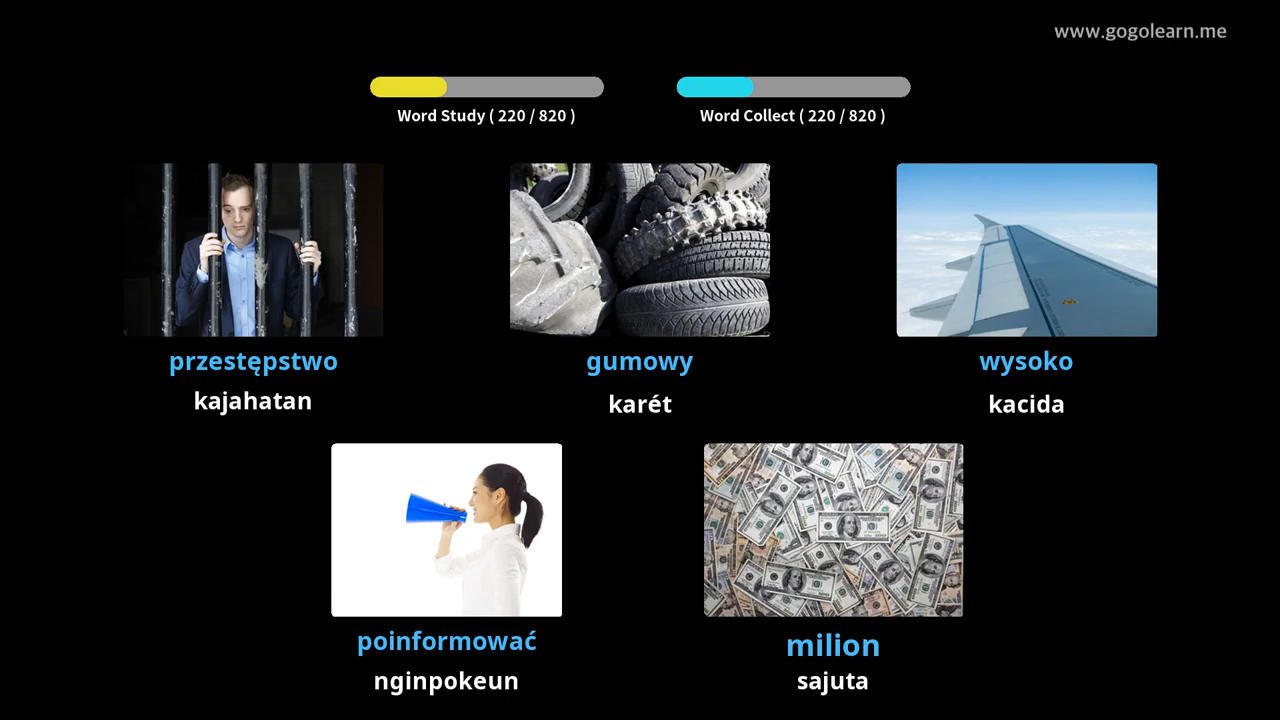 www.gogolearn.me
Word Study ( 220 / 820 )
Word Collect ( 220 / 820 )
przestępstwo
kajahatan
gumowy
karét
wysoko
kacida
poinformować
nginpokeun
milion
sajuta